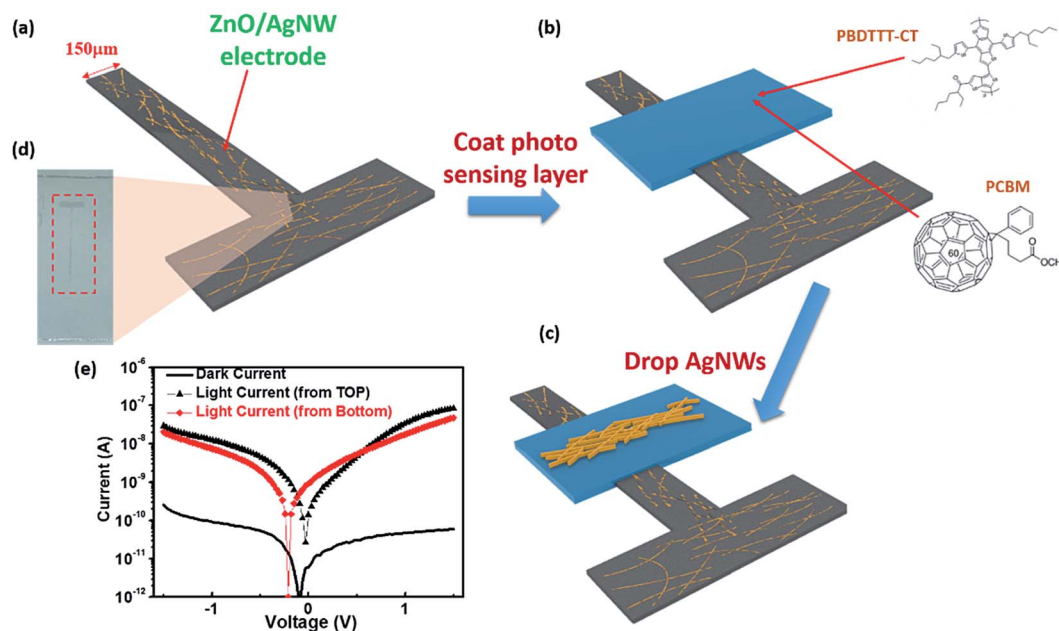 (a)
ZnO/AgNW
electrode
150μm
(b)
PBDTTT-CT
Coat photo
sensing layer
(d)
PCBM
60
OCH
(c)
Drop AgNWs
(e)
10⁻⁶
10⁻⁷
10⁻⁸
10⁻⁹
10⁻¹⁰
10⁻¹¹
10⁻¹²
Current (A)
Dark Current
Light Current (from TOP)
Light Current (from Bottom)
-1
0
1
Voltage (V)